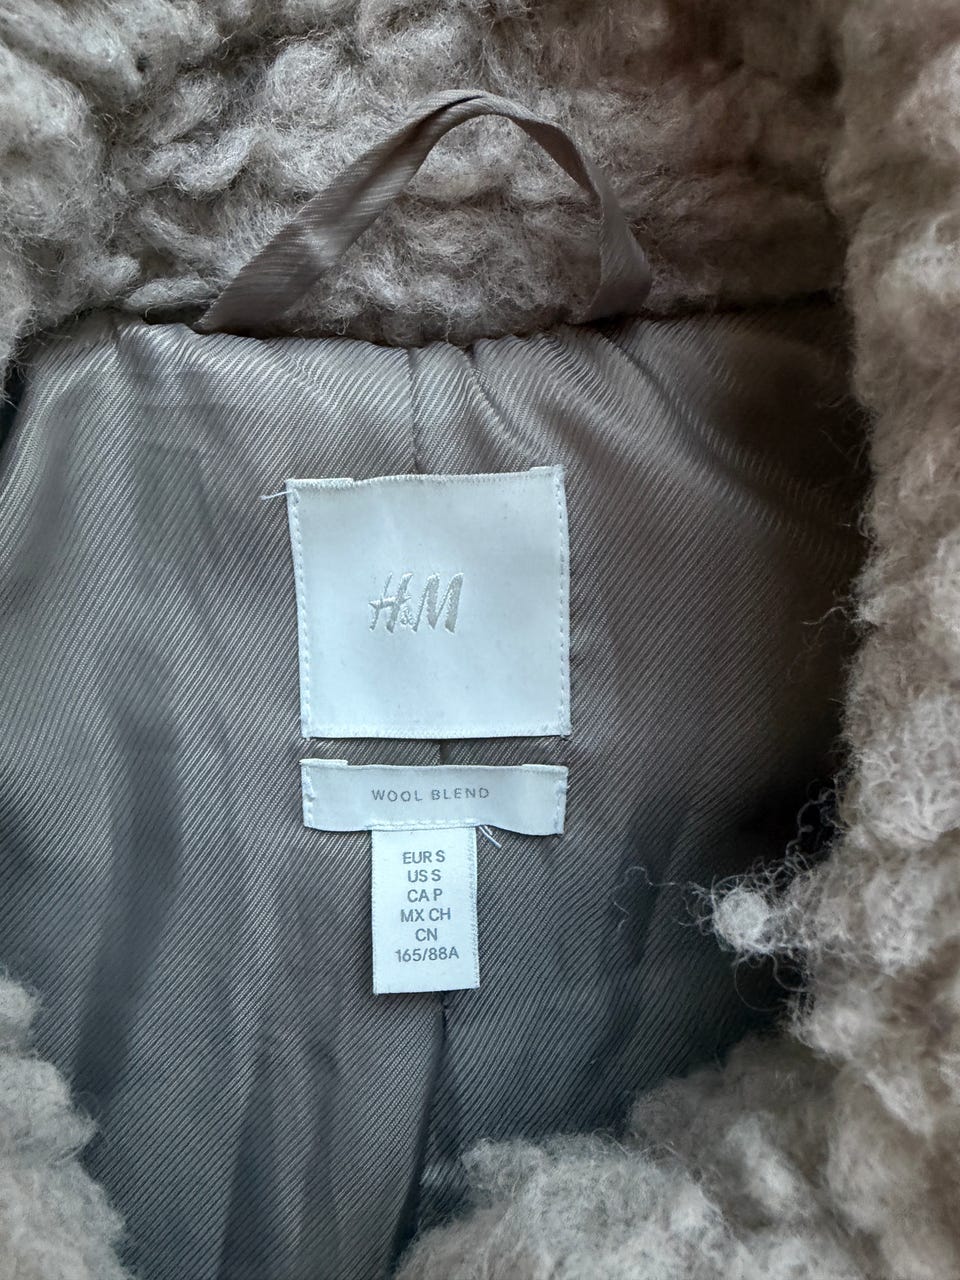 H&M
WOOL BLEND
EUR S
US S
CA P
MX CH
CN
165/88A